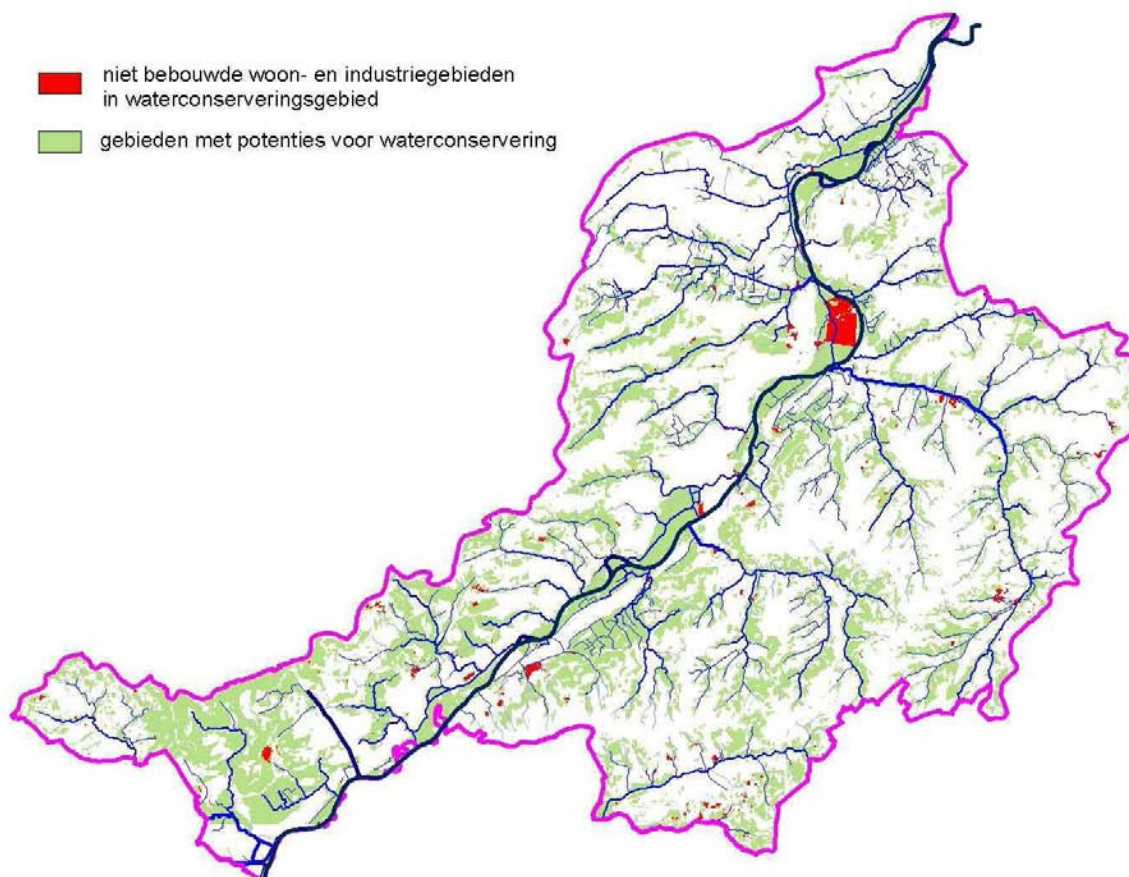 niet bebouwde woon- en industriegebieden
in waterconserveringsgebied
gebieden met potenties voor waterconservering